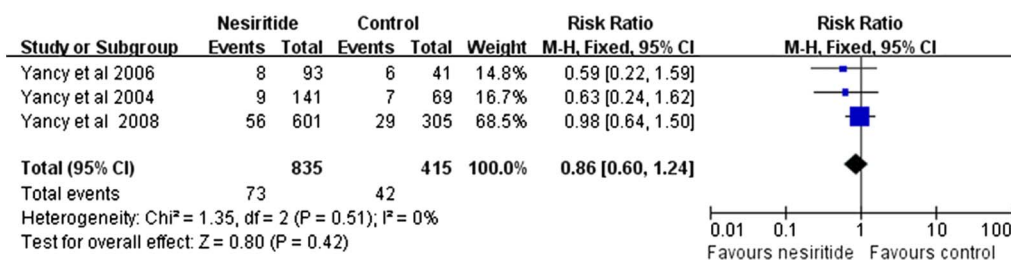 Nesiritide Control Risk Ratio Risk Ratio
Study or Subgroup Events Total Events Total Weight M-H, Fixed, 95% CI M-H, Fixed, 95% CI
Yancy et al 2006 8 93 6 41 14.8% 0.59 [0.22, 1.59]
Yancy et al 2004 9 141 7 69 16.7% 0.63 [0.24, 1.62]
Yancy et al 2008 56 601 29 305 68.5% 0.98 [0.64, 1.50]
Total (95% CI) 835 415 100.0% 0.86 [0.60, 1.24]
Total events 73 42
Heterogeneity: Chi² = 1.35, df = 2 (P = 0.51); I² = 0%
Test for overall effect: Z = 0.80 (P = 0.42)
0.01 0.1 1 10 100
Favours nesiritide Favours control